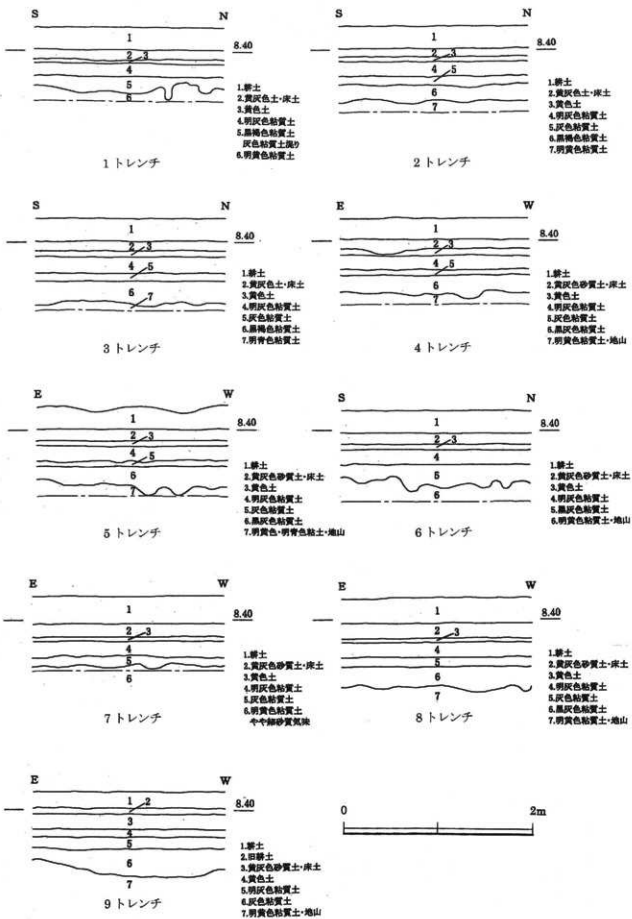 S N
1
8.40
2 3
4
5
6
1.耕土
2.黄灰色土・床土
3.黄色土
4.明灰色粘質土
5.黒褐色粘質土
灰色粘質土混り
6.明黄色粘質土
1トレンチ
S N
1
8.40
2 3
4 5
6
7
1.耕土
2.黄灰色土・床土
3.黄色土
4.明灰色粘質土
5.灰色粘質土
6.黒褐色粘質土
7.明黄色粘質土
2トレンチ
S N
1
8.40
2 3
4 5
6 7
1.耕土
2.黄灰色土・床土
3.黄色土
4.明灰色粘質土
5.灰色粘質土
6.黒褐色粘質土
7.明青色粘質土
3トレンチ
E W
1
8.40
2 3
4 5
6
7
1.耕土
2.黄灰色砂質土・床土
3.黄色土
4.明灰色粘質土
5.灰色粘質土
6.黒灰色粘質土
7.明黄色粘質土・地山
4トレンチ
E W
1
8.40
2 3
4 5
6
7
1.耕土
2.黄灰色砂質土・床土
3.黄色土
4.明灰色粘質土
5.灰色粘質土
6.黒灰色粘質土
7.明黄色・明青色粘土・地山
5トレンチ
S N
1
8.40
2 3
4
5
6
1.耕土
2.黄灰色砂質土・床土
3.黄色土
4.明灰色粘質土
5.黒灰色粘質土
6.明黄色粘質土・地山
6トレンチ
E W
1
8.40
2 3
4
5
6
1.耕土
2.黄灰色砂質土・床土
3.黄色土
4.明灰色粘質土
5.灰色粘質土
6.明黄色粘質土
やや細砂質気味
7トレンチ
E W
1
8.40
2 3
4
5
6
7
1.耕土
2.黄灰色砂質土・床土
3.黄色土
4.明灰色粘質土
5.灰色粘質土
6.黒灰色粘質土
7.明黄色粘質土・地山
8トレンチ
E W
1 2
8.40
3
4
5
6
7
1.耕土
2.旧耕土
3.黄灰色砂質土・床土
4.黄色土
5.明灰色粘質土
6.灰色粘質土
7.明黄色粘質土・地山
9トレンチ
0 2m